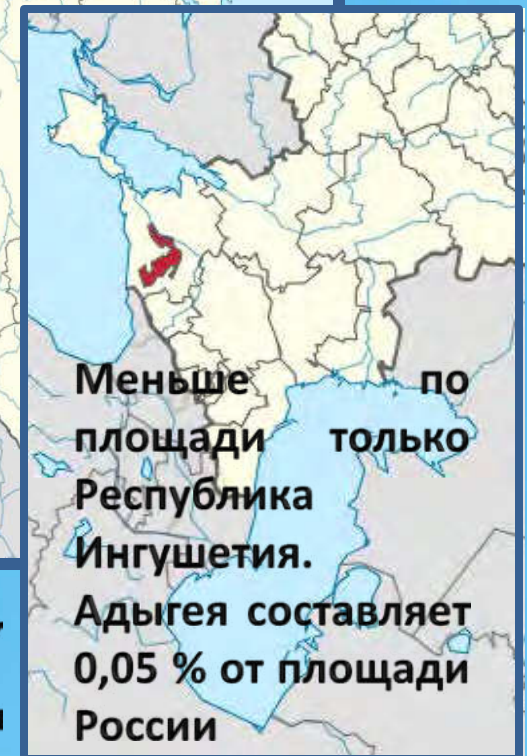 Меньше по
площади только
Республика
Ингушетия.
Адыгея составляет
0,05 % от площади
России